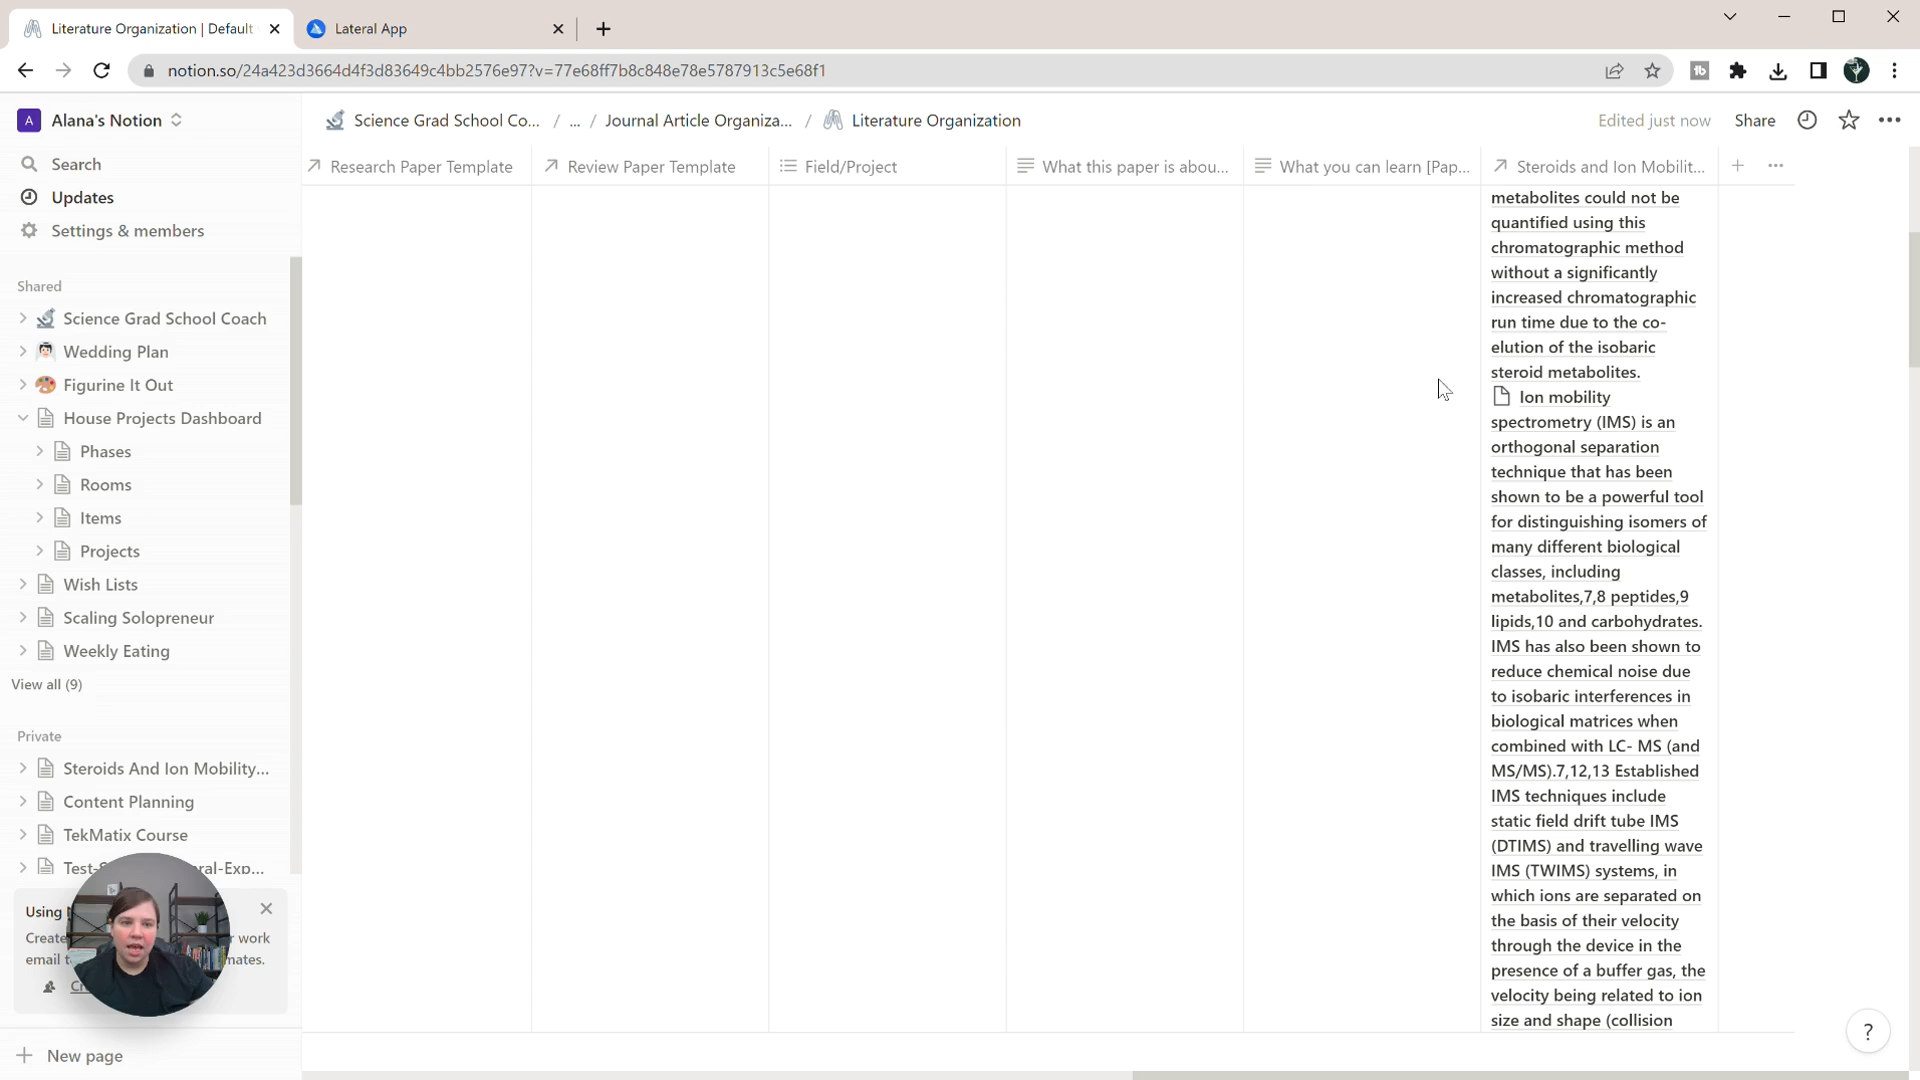 Literature Organization | Default
Lateral App
notion.so/24a423d3664d4f3d83649c4bb2576e97?v=77e68ff7b8c848e78e5787913c5e68f1
A Alana's Notion
Science Grad School Co... / ... / Journal Article Organiza... / Literature Organization
Edited just now Share
Search
Updates
Settings & members
Shared
Science Grad School Coach
Wedding Plan
Figurine It Out
House Projects Dashboard
Phases
Rooms
Items
Projects
Wish Lists
Scaling Solopreneur
Weekly Eating
View all (9)
Private
Steroids And Ion Mobility...
Content Planning
TekMatix Course
Using
Create work
email mates.
New page
Research Paper Template Review Paper Template Field/Project What this paper is abou... What you can learn [Pap... Steroids and Ion Mobilit...
metabolites could not be
quantified using this
chromatographic method
without a significantly
increased chromatographic
run time due to the co-
elution of the isobaric
steroid metabolites.
Ion mobility
spectrometry (IMS) is an
orthogonal separation
technique that has been
shown to be a powerful tool
for distinguishing isomers of
many different biological
classes, including
metabolites,7,8 peptides,9
lipids,10 and carbohydrates.
IMS has also been shown to
reduce chemical noise due
to isobaric interferences in
biological matrices when
combined with LC- MS (and
MS/MS).7,12,13 Established
IMS techniques include
static field drift tube IMS
(DTIMS) and travelling wave
IMS (TWIMS) systems, in
which ions are separated on
the basis of their velocity
through the device in the
presence of a buffer gas, the
velocity being related to ion
size and shape (collision
?